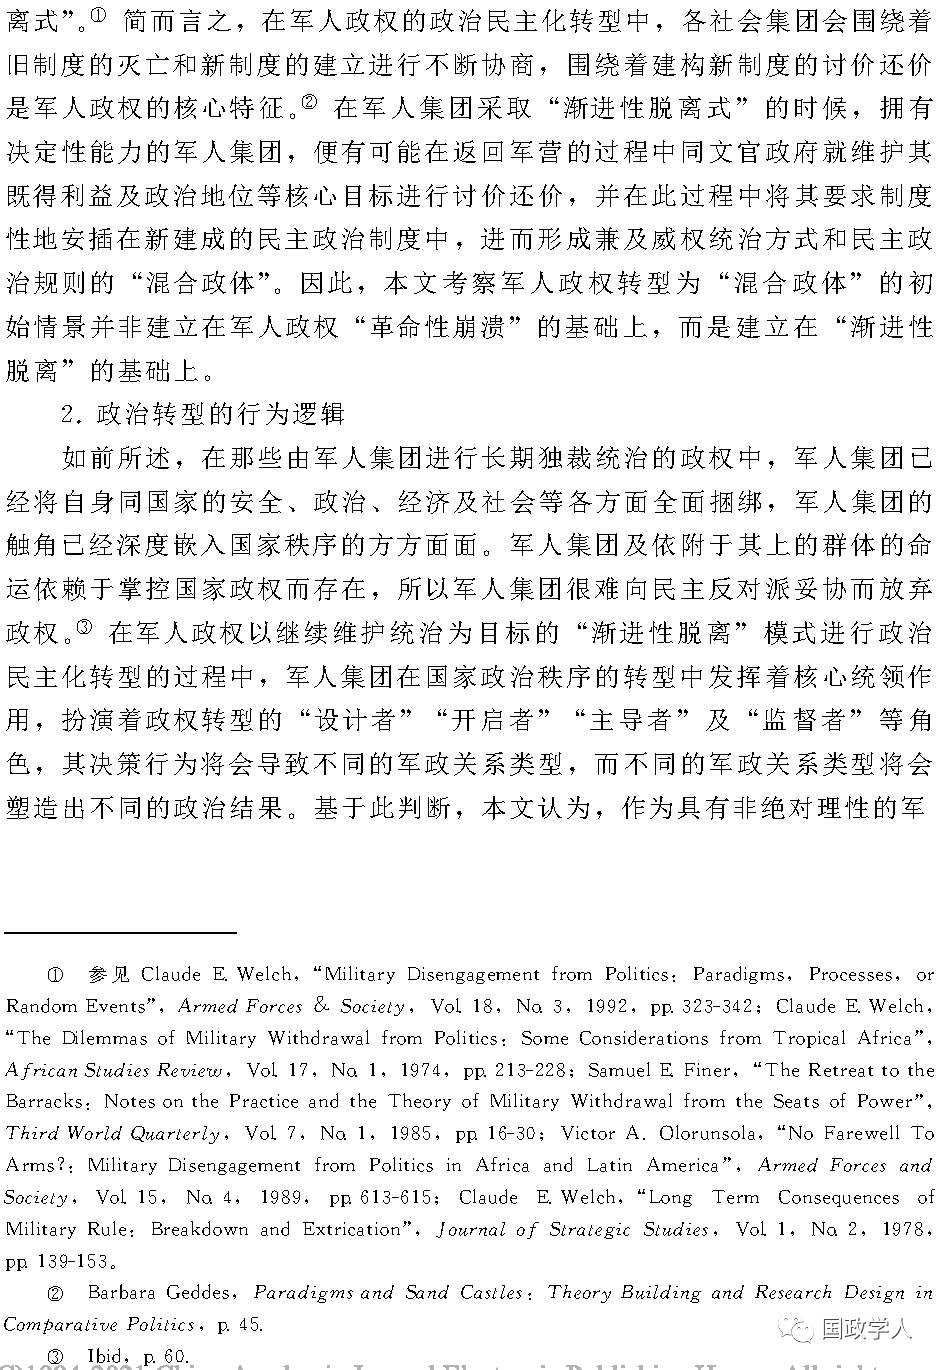 离式”。① 简而言之，在军人政权的政治民主化转型中，各社会集团会围绕着
旧制度的灭亡和新制度的建立进行不断协商，围绕着建构新制度的讨价还价
是军人政权的核心特征。② 在军人集团采取“渐进性脱离式”的时候，拥有
决定性能力的军人集团，便有可能在返回军营的过程中同文官政府就维护其
既得利益及政治地位等核心目标进行讨价还价，并在此过程中将其要求制度
性地安插在新建成的民主政治制度中，进而形成兼及威权统治方式和民主政
治规则的“混合政体”。因此，本文考察军人政权转型为“混合政体”的初
始情景并非建立在军人政权“革命性崩溃”的基础上，而是建立在“渐进性
脱离”的基础上。
2. 政治转型的行为逻辑
如前所述，在那些由军人集团进行长期独裁统治的政权中，军人集团已
经将自身同国家的安全、政治、经济及社会等各方面全面捆绑，军人集团的
触角已经深度嵌入国家秩序的方方面面。军人集团及依附于其上的群体的命
运依赖于掌控国家政权而存在，所以军人集团很难向民主反对派妥协而放弃
政权。③ 在军人政权以继续维护统治为目标的“渐进性脱离”模式进行政治
民主化转型的过程中，军人集团在国家政治秩序的转型中发挥着核心统领作
用，扮演着政权转型的“设计者”“开启者”“主导者”及“监督者”等角
色，其决策行为将会导致不同的军政关系类型，而不同的军政关系类型将会
塑造出不同的政治结果。基于此判断，本文认为，作为具有非绝对理性的军
① 参见 Claude E. Welch, “Military Disengagement from Politics: Paradigms, Processes, or
Random Events”, Armed Forces & Society, Vol. 18, No. 3, 1992, pp. 323-342; Claude E. Welch,
“The Dilemmas of Military Withdrawal from Politics: Some Considerations from Tropical Africa”,
African Studies Review, Vol. 17, No. 1, 1974, pp. 213-228; Samuel E. Finer, “The Retreat to the
Barracks: Notes on the Practice and the Theory of Military Withdrawal from the Seats of Power”,
Third World Quarterly, Vol. 7, No. 1, 1985, pp. 16-30; Victor A. Olorunsola, “No Farewell To
Arms?: Military Disengagement from Politics in Africa and Latin America”, Armed Forces and
Society, Vol. 15, No. 4, 1989, pp. 613-615; Claude E. Welch, “Long Term Consequences of
Military Rule: Breakdown and Extrication”, Journal of Strategic Studies, Vol. 1, No. 2, 1978,
pp. 139-153。
② Barbara Geddes, Paradigms and Sand Castles: Theory Building and Research Design in
Comparative Politics, p. 45.
国政学人
③ Ibid, p. 60.